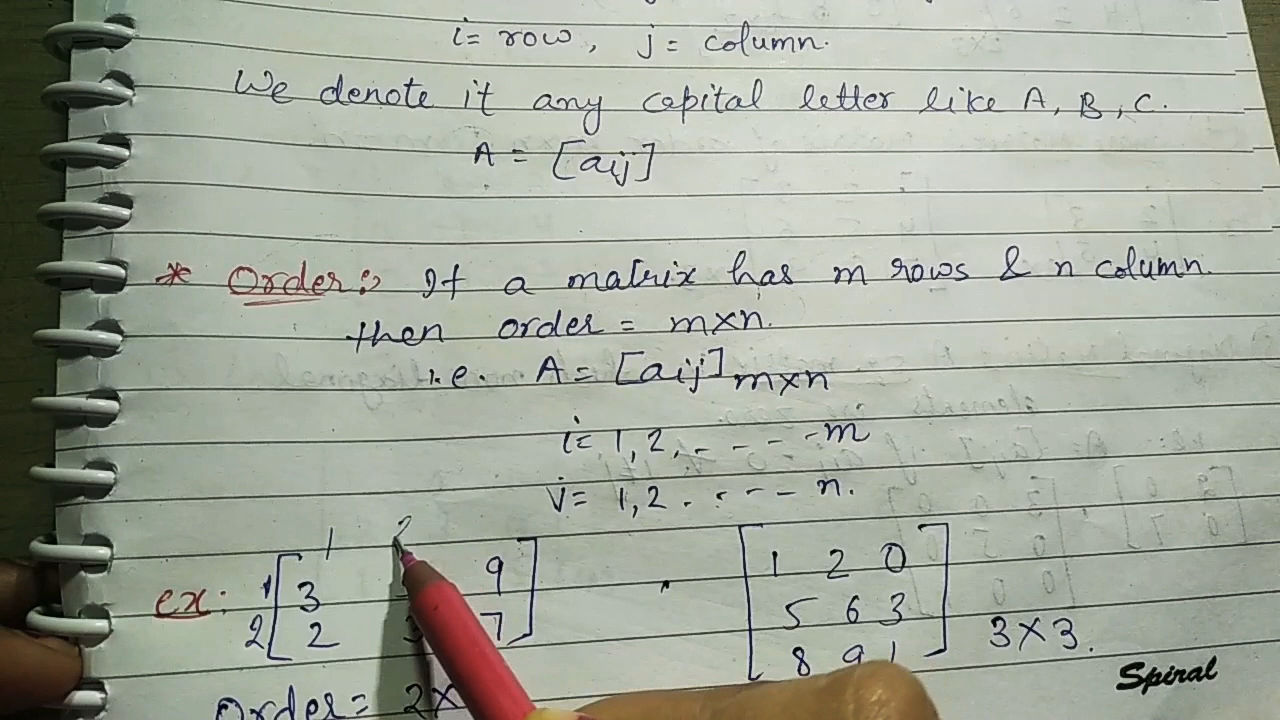 i = row, j = column.
We denote it any capital letter like A, B, C.
A = [aij]
* Order:, If a matrix has m rows & n column.
then order = m×n.
i.e. A = [aij] m×n
i = 1, 2, - - - - m
j = 1, 2 . - - - n.
1 2
ex: 1 [ 3 9 ] [ 1 2 0 ]
2 [ 2 7 ] [ 5 6 3 ] 3×3.
8 9 1
Order = 2×
Spiral